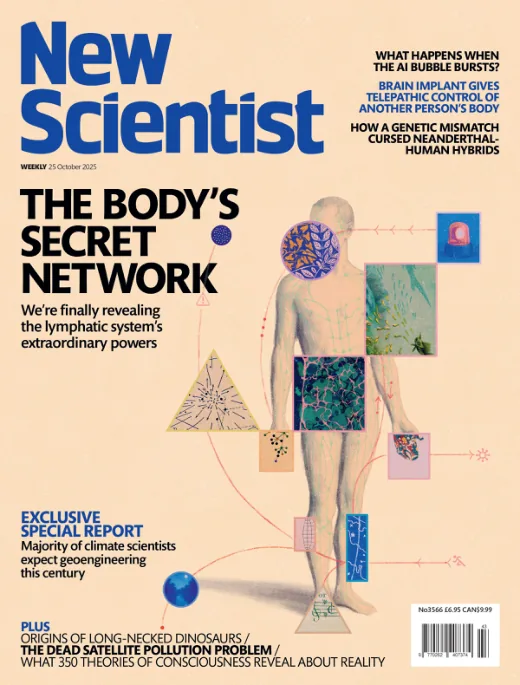 New
Scientist
WEEKLY 25 October 2025
WHAT HAPPENS WHEN
THE AI BUBBLE BURSTS?
BRAIN IMPLANT GIVES
TELEPATHIC CONTROL OF
ANOTHER PERSON'S BODY
HOW A GENETIC MISMATCH
CURSED NEANDERTHAL-
HUMAN HYBRIDS
THE BODY'S
SECRET
NETWORK
We're finally revealing
the lymphatic system's
extraordinary powers
EXCLUSIVE
SPECIAL REPORT
Majority of climate scientists
expect geoengineering
this century
PLUS
ORIGINS OF LONG-NECKED DINOSAURS /
THE DEAD SATELLITE POLLUTION PROBLEM /
WHAT 350 THEORIES OF CONSCIOUSNESS REVEAL ABOUT REALITY
No3566 £6.95 CAN$9.99
43